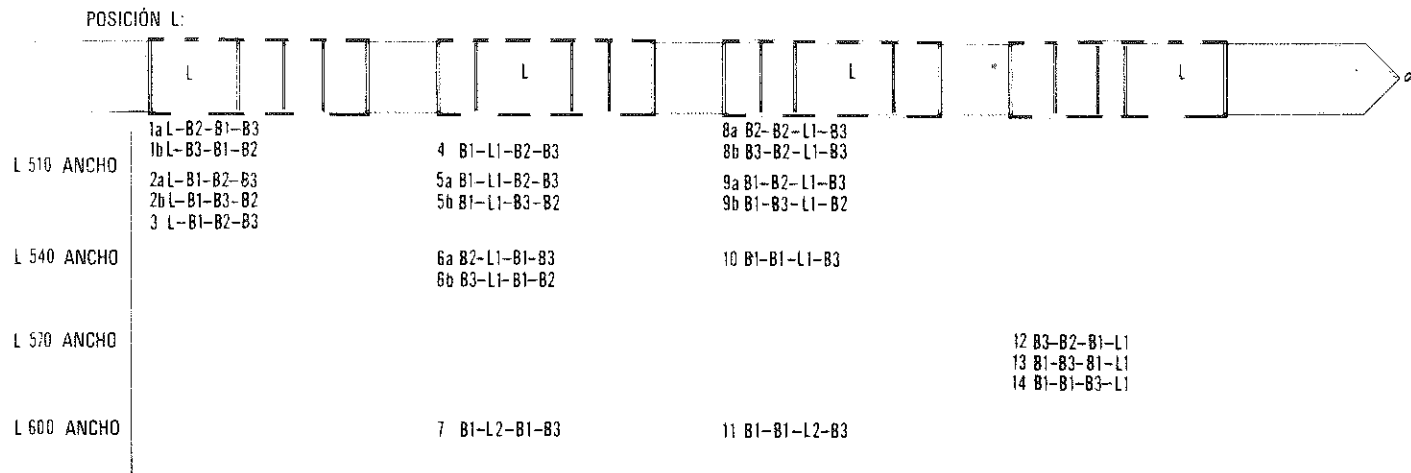 POSICIÓN L:
L L L L
1a L-B2-B1-B3 8a B2-B2-L1-B3
L 510 ANCHO 1b L-B3-B1-B2 4 B1-L1-B2-B3 8b B3-B2-L1-B3
2a L-B1-B2-B3 5a B1-L1-B2-B3 9a B1-B2-L1-B3
2b L-B1-B3-B2 5b B1-L1-B3-B2 9b B1-B3-L1-B2
3 L-B1-B2-B3
L 540 ANCHO 6a B2-L1-B1-B3 10 B1-B1-L1-B3
6b B3-L1-B1-B2
L 570 ANCHO 12 B3-B2-B1-L1
13 B1-B3-B1-L1
14 B1-B1-B3-L1
L 600 ANCHO 7 B1-L2-B1-B3 11 B1-B1-L2-B3